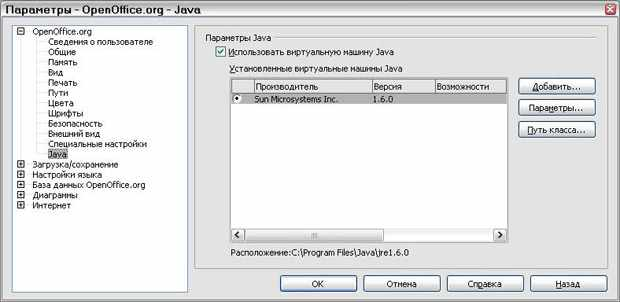 Параметры - OpenOffice.org - Java
OpenOffice.org
Сведения о пользователе
Общие
Память
Вид
Печать
Пути
Цвета
Шрифты
Безопасность
Внешний вид
Специальные настройки
Java
Загрузка/сохранение
Настройки языка
База данных OpenOffice.org
Диаграммы
Интернет
Параметры Java
Использовать виртуальную машину Java
Установленные виртуальные машины Java
Производитель Версия Возможности
Sun Microsystems Inc. 1.6.0
Добавить...
Параметры...
Путь класса...
Расположение:C:\Program Files\Java\jre1.6.0
OK Отмена Справка Назад